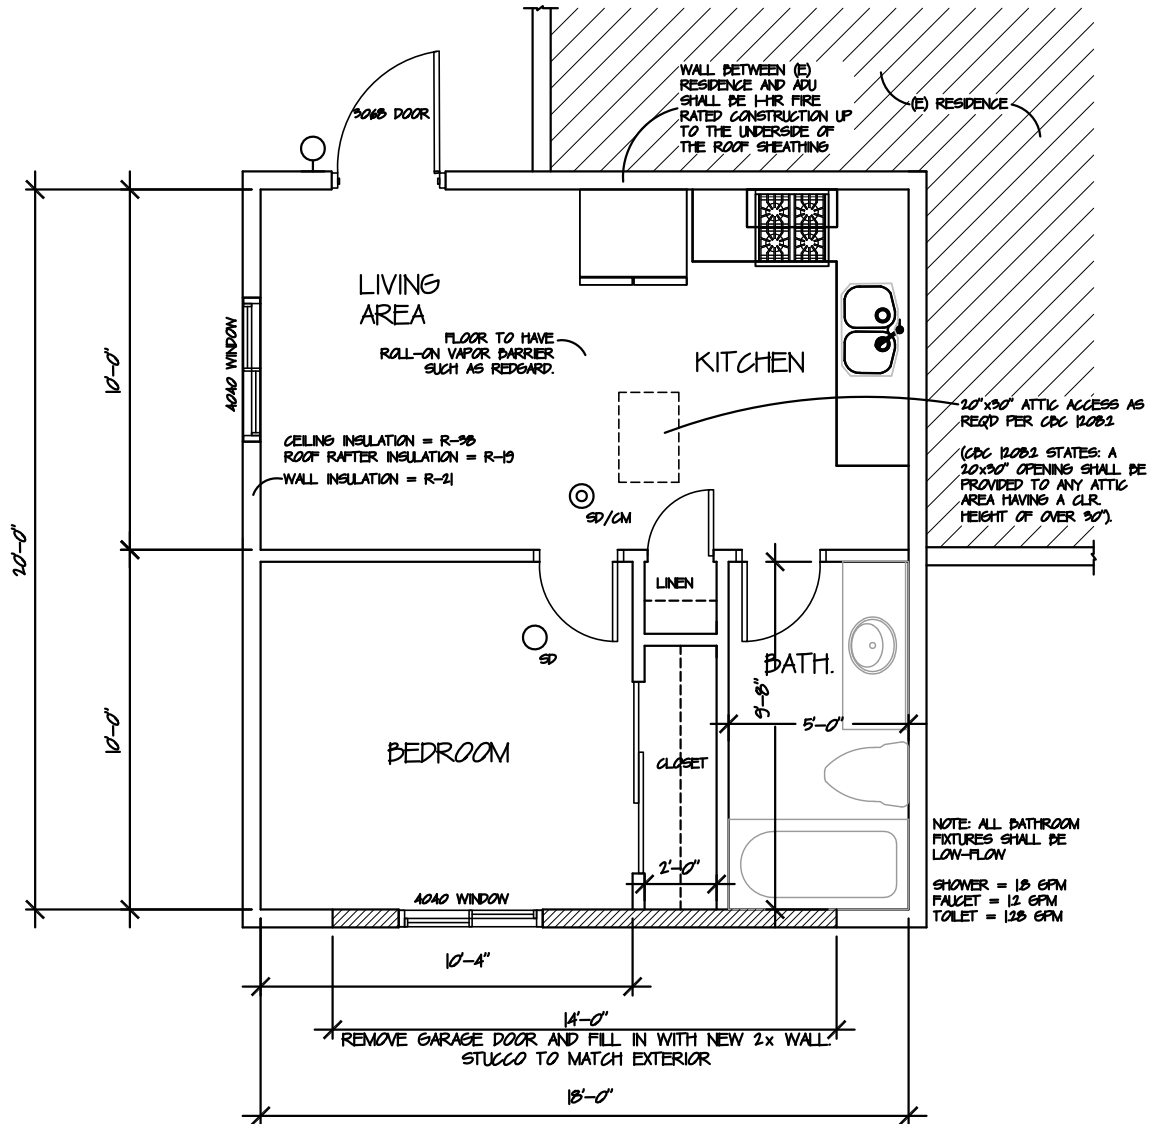 WALL BETWEEN (E)
RESIDENCE AND ADU
SHALL BE 1-HR FIRE
RATED CONSTRUCTION UP
TO THE UNDERSIDE OF
THE ROOF SHEATHING
(E) RESIDENCE
3068 DOOR
LIVING
AREA
FLOOR TO HAVE
ROLL-ON VAPOR BARRIER
SUCH AS REDGARD.
KITCHEN
4040 WINDOW
10'-0"
20"x30" ATTIC ACCESS AS
REQ'D PER CBC 1208.2
(CBC 1208.2 STATES: A
20x30" OPENING SHALL BE
PROVIDED TO ANY ATTIC
AREA HAVING A CLR.
HEIGHT OF OVER 30").
CEILING INSULATION = R-38
ROOF RAFTER INSULATION = R-19
WALL INSULATION = R-21
SD/CM
20'-0"
LINEN
SD
BATH.
9'-8"
5'-0"
10'-0"
BEDROOM
CLOSET
2'-0"
4040 WINDOW
NOTE: ALL BATHROOM
FIXTURES SHALL BE
LOW-FLOW
SHOWER = 1.8 GPM
FAUCET = 1.2 GPM
TOILET = 1.28 GPM
10'-4"
14'-0"
REMOVE GARAGE DOOR AND FILL IN WITH NEW 2x WALL.
STUCCO TO MATCH EXTERIOR
18'-0"